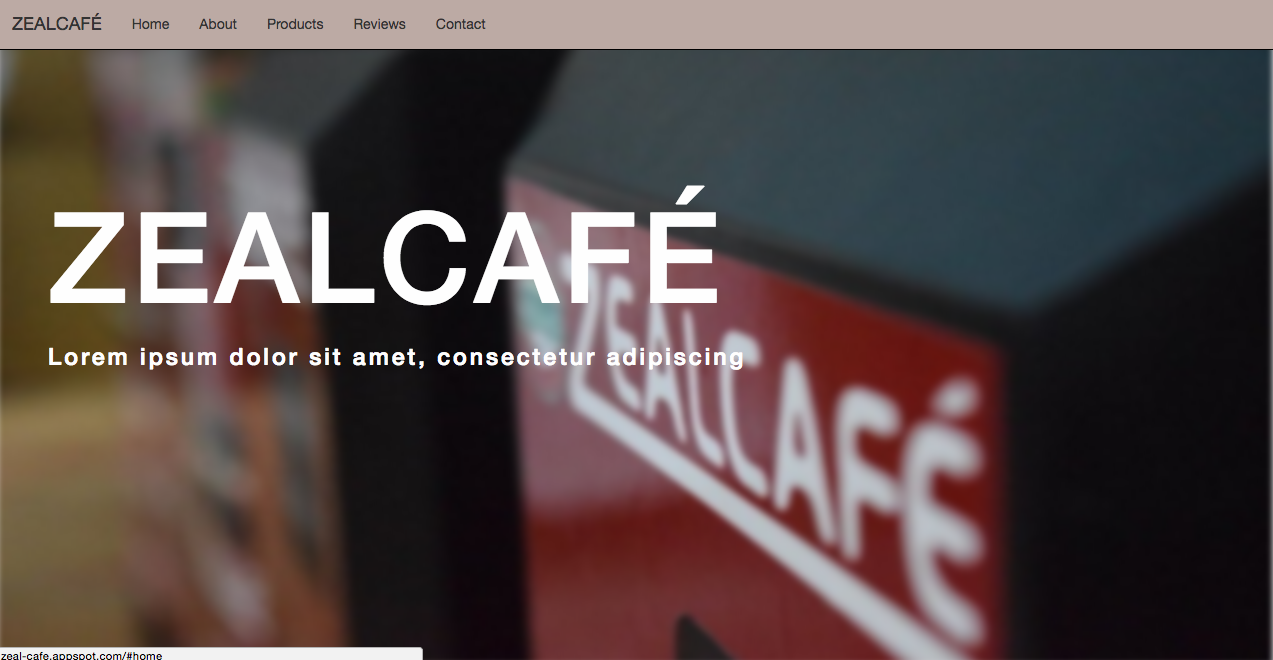 ZEALCAFÉ Home About Products Reviews Contact
ZEALCAFÉ
Lorem ipsum dolor sit amet, consectetur adipiscing
ZEALCAFÉ
zeal-cafe.appspot.com/#home